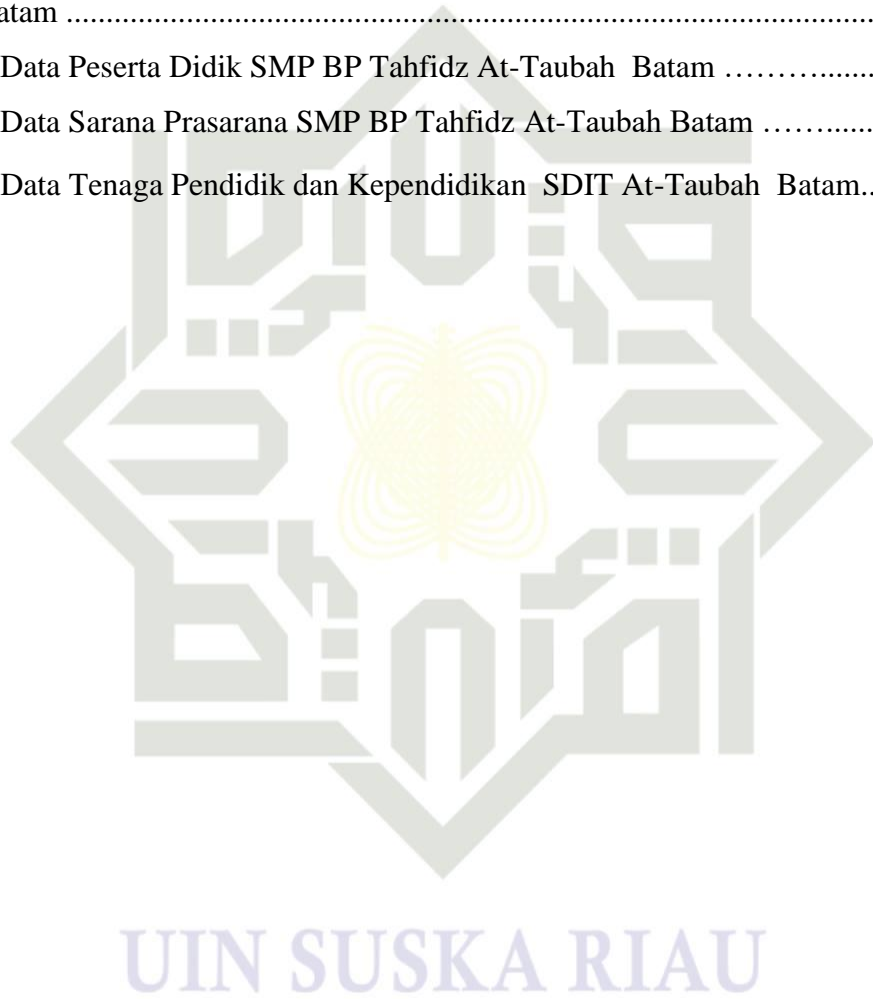 atam ................................................................................................
Data Peserta Didik SMP BP Tahfidz At-Taubah  Batam ……….......
Data Sarana Prasarana SMP BP Tahfidz At-Taubah Batam ……......
Data Tenaga Pendidik dan Kependidikan  SDIT At-Taubah  Batam..
UIN SUSKA RIAU